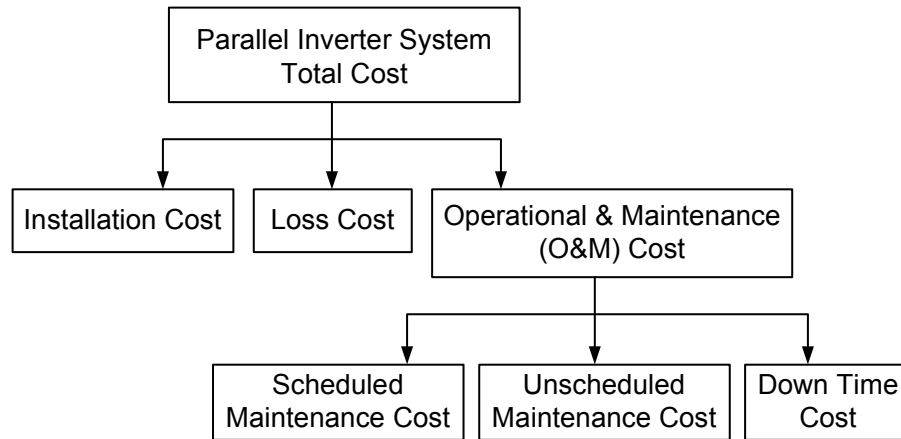 Parallel Inverter System
Total Cost
Installation Cost
Loss Cost
Operational & Maintenance
(O&M) Cost
Scheduled
Maintenance Cost
Unscheduled
Maintenance Cost
Down Time
Cost